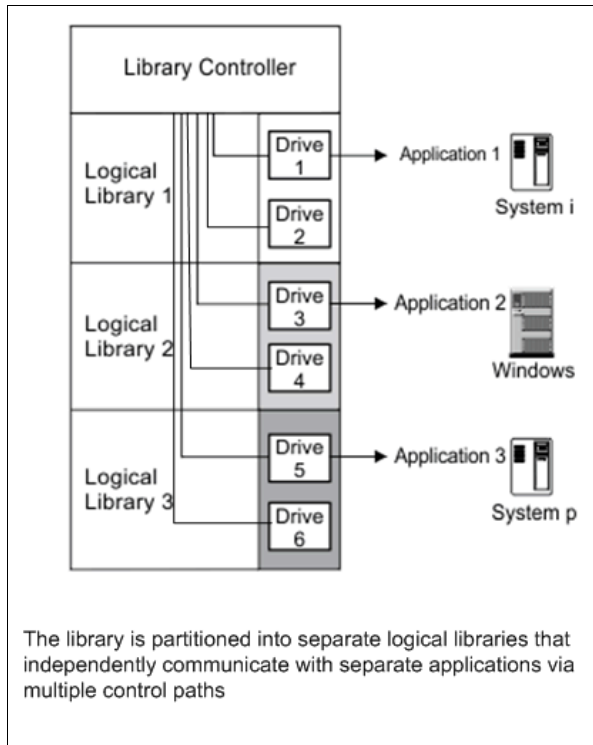 Library Controller
Logical
Library 1
Drive
1
Application 1
System i
Drive
2
Logical
Library 2
Drive
3
Application 2
Windows
Drive
4
Logical
Library 3
Drive
5
Application 3
System p
Drive
6
The library is partitioned into separate logical libraries that
independently communicate with separate applications via
multiple control paths